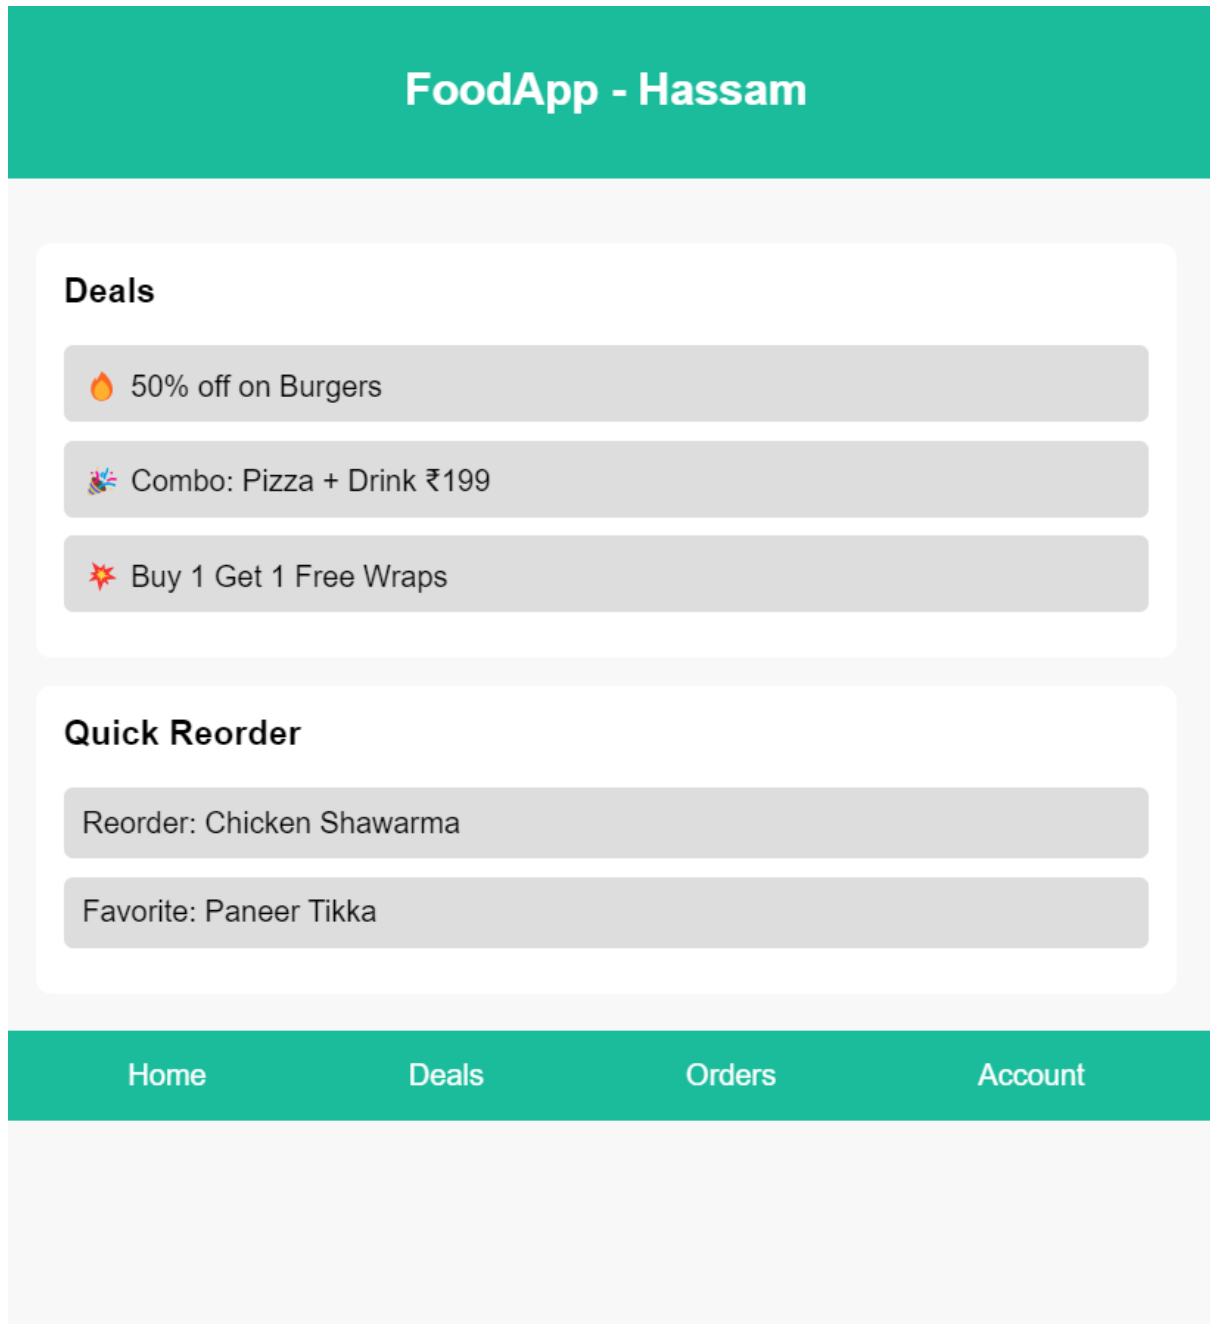 FoodApp - Hassam
Deals
🔥 50% off on Burgers
🎉 Combo: Pizza + Drink ₹199
💥 Buy 1 Get 1 Free Wraps
Quick Reorder
Reorder: Chicken Shawarma
Favorite: Paneer Tikka
Home Deals Orders Account